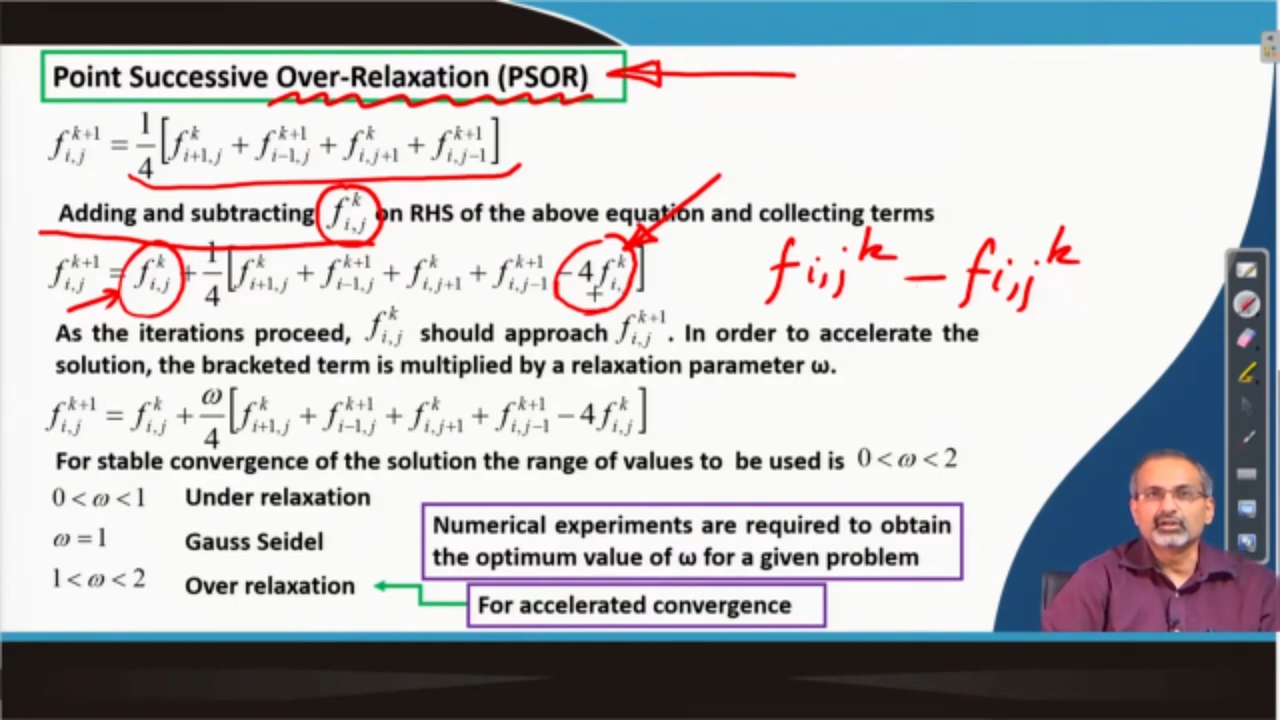 Point Successive Over-Relaxation (PSOR)
f_{i,j}^{k+1} = \frac{1}{4}[f_{i+1,j}^{k} + f_{i-1,j}^{k+1} + f_{i,j+1}^{k} + f_{i,j-1}^{k+1}]
Adding and subtracting f_{i,j}^{k} on RHS of the above equation and collecting terms
f_{i,j}^{k+1} = f_{i,j}^{k} + \frac{1}{4}[f_{i+1,j}^{k} + f_{i-1,j}^{k+1} + f_{i,j+1}^{k} + f_{i,j-1}^{k+1} - 4f_{i,}^{k}]
f_{i,j}^{k} - f_{i,j}^{k}
As the iterations proceed, f_{i,j}^{k} should approach f_{i,j}^{k+1}. In order to accelerate the
solution, the bracketed term is multiplied by a relaxation parameter ω.
f_{i,j}^{k+1} = f_{i,j}^{k} + \frac{ω}{4}[f_{i+1,j}^{k} + f_{i-1,j}^{k+1} + f_{i,j+1}^{k} + f_{i,j-1}^{k+1} - 4f_{i,j}^{k}]
For stable convergence of the solution the range of values to be used is 0 < ω < 2
0 < ω < 1 Under relaxation
ω = 1 Gauss Seidel
1 < ω < 2 Over relaxation
Numerical experiments are required to obtain
the optimum value of ω for a given problem
For accelerated convergence